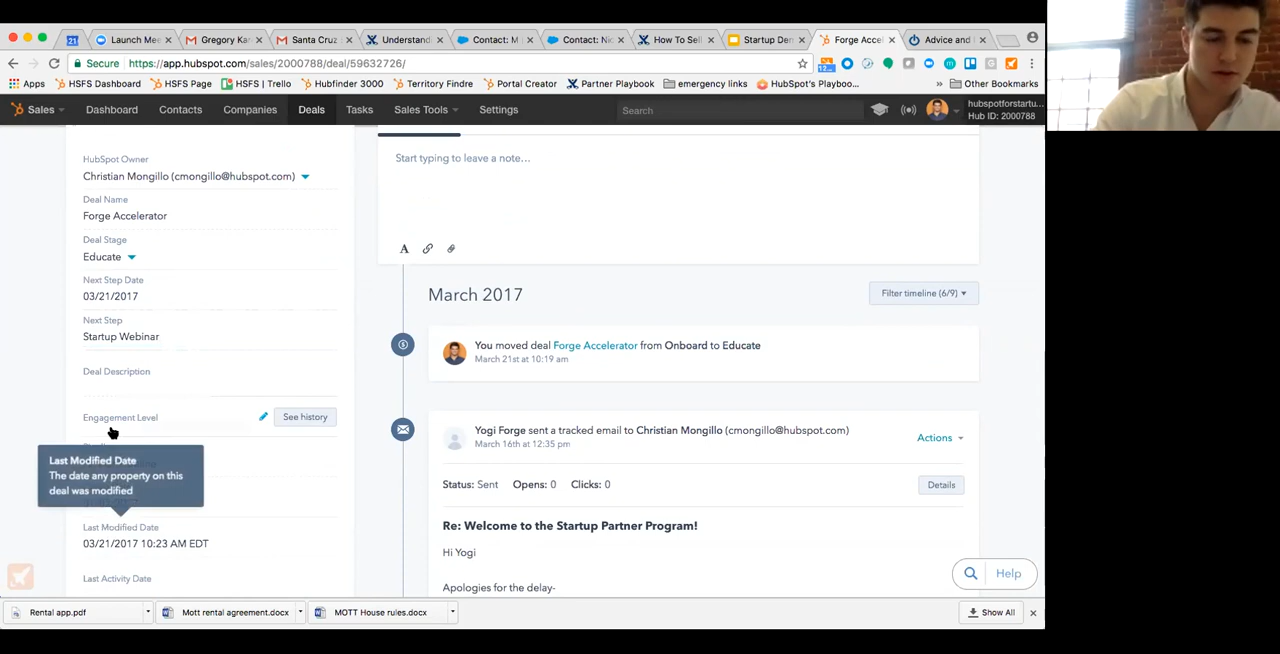 21
Launch Mee
Gregory Kar
Santa Cruz
Understand
Contact: M
Contact: Nic
How To Sell
Startup Der
Forge Accel
Advice and
Secure
https://app.hubspot.com/sales/2000788/deal/59632726/
Apps
HSFS Dashboard
HSFS Page
HSFS | Trello
Hubfinder 3000
Territory Findre
Portal Creator
Partner Playbook
emergency links
HubSpot's Playboo...
»
Other Bookmarks
Sales
Dashboard
Contacts
Companies
Deals
Tasks
Sales Tools
Settings
Search
hubspotforstartu...
Hub ID: 2000788
HubSpot Owner
Christian Mongillo (cmongillo@hubspot.com)
Deal Name
Forge Accelerator
Deal Stage
Educate
Next Step Date
03/21/2017
Next Step
Startup Webinar
Deal Description
Engagement Level
See history
Last Modified Date
The date any property on this
deal was modified
Last Modified Date
03/21/2017 10:23 AM EDT
Last Activity Date
Start typing to leave a note...
A
March 2017
Filter timeline (6/9)
You moved deal Forge Accelerator from Onboard to Educate
March 21st at 10:19 am
Yogi Forge sent a tracked email to Christian Mongillo (cmongillo@hubspot.com)
March 16th at 12:35 pm
Actions
Status: Sent Opens: 0 Clicks: 0
Details
Re: Welcome to the Startup Partner Program!
Hi Yogi
Apologies for the delay-
Help
Rental app.pdf
Mott rental agreement.docx
MOTT House rules.docx
Show All